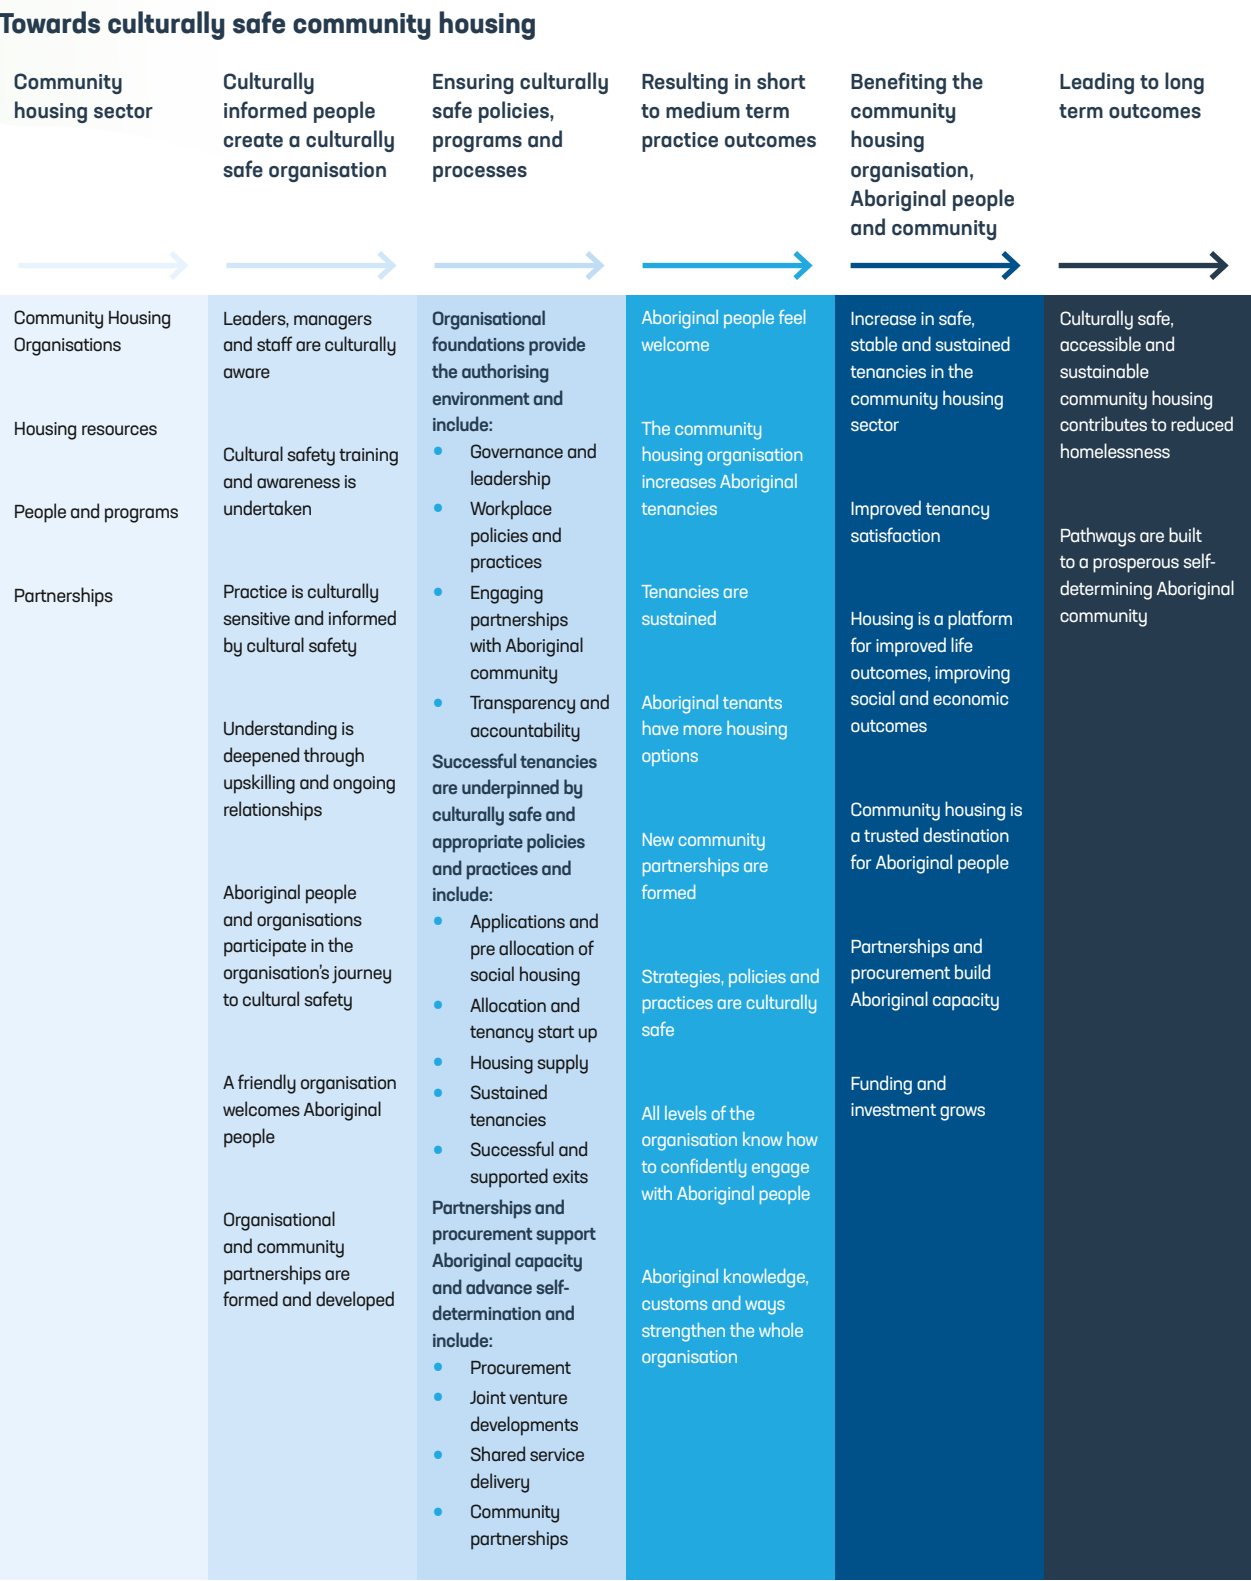 Towards culturally safe community housing
Community
housing sector
Culturally
informed people
create a culturally
safe organisation
Ensuring culturally
safe policies,
programs and
processes
Resulting in short
to medium term
practice outcomes
Benefiting the
community
housing
organisation,
Aboriginal people
and community
Leading to long
term outcomes
Community Housing
Organisations
Housing resources
People and programs
Partnerships
Leaders, managers
and staff are culturally
aware
Cultural safety training
and awareness is
undertaken
Practice is culturally
sensitive and informed
by cultural safety
Understanding is
deepened through
upskilling and ongoing
relationships
Aboriginal people
and organisations
participate in the
organisation's journey
to cultural safety
A friendly organisation
welcomes Aboriginal
people
Organisational
and community
partnerships are
formed and developed
Organisational
foundations provide
the authorising
environment and
include:
• Governance and
leadership
• Workplace
policies and
practices
• Engaging
partnerships
with Aboriginal
community
• Transparency and
accountability
Successful tenancies
are underpinned by
culturally safe and
appropriate policies
and practices and
include:
• Applications and
pre allocation of
social housing
• Allocation and
tenancy start up
• Housing supply
• Sustained
tenancies
• Successful and
supported exits
Partnerships and
procurement support
Aboriginal capacity
and advance self-
determination and
include:
• Procurement
• Joint venture
developments
• Shared service
delivery
• Community
partnerships
Aboriginal people feel
welcome
The community
housing organisation
increases Aboriginal
tenancies
Tenancies are
sustained
Aboriginal tenants
have more housing
options
New community
partnerships are
formed
Strategies, policies and
practices are culturally
safe
All levels of the
organisation know how
to confidently engage
with Aboriginal people
Aboriginal knowledge,
customs and ways
strengthen the whole
organisation
Increase in safe,
stable and sustained
tenancies in the
community housing
sector
Improved tenancy
satisfaction
Housing is a platform
for improved life
outcomes, improving
social and economic
outcomes
Community housing is
a trusted destination
for Aboriginal people
Partnerships and
procurement build
Aboriginal capacity
Funding and
investment grows
Culturally safe,
accessible and
sustainable
community housing
contributes to reduced
homelessness
Pathways are built
to a prosperous self-
determining Aboriginal
community